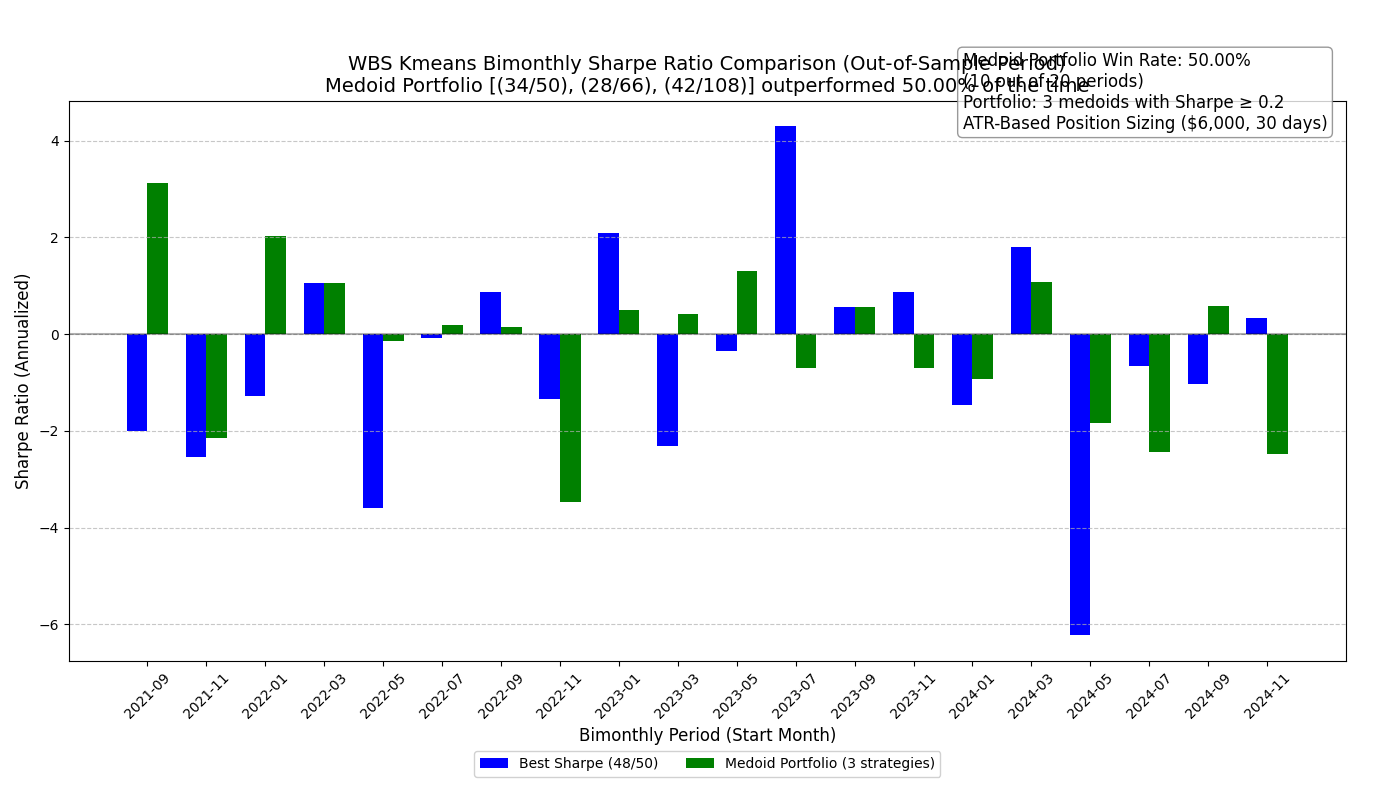 WBS Kmeans Bimonthly Sharpe Ratio Comparison (Out-of-Sample Period)
Medoid Portfolio [(34/50), (28/66), (42/108)] outperformed 50.00% of the time
Medoid Portfolio Win Rate: 50.00%
(10 out of 20 periods)
Portfolio: 3 medoids with Sharpe ≥ 0.2
ATR-Based Position Sizing ($6,000, 30 days)
Sharpe Ratio (Annualized)
4
2
0
−2
−4
−6
2021-09
2021-11
2022-01
2022-03
2022-05
2022-07
2022-09
2022-11
2023-01
2023-03
2023-05
2023-07
2023-09
2023-11
2024-01
2024-03
2024-05
2024-07
2024-09
2024-11
Bimonthly Period (Start Month)
Best Sharpe (48/50)
Medoid Portfolio (3 strategies)